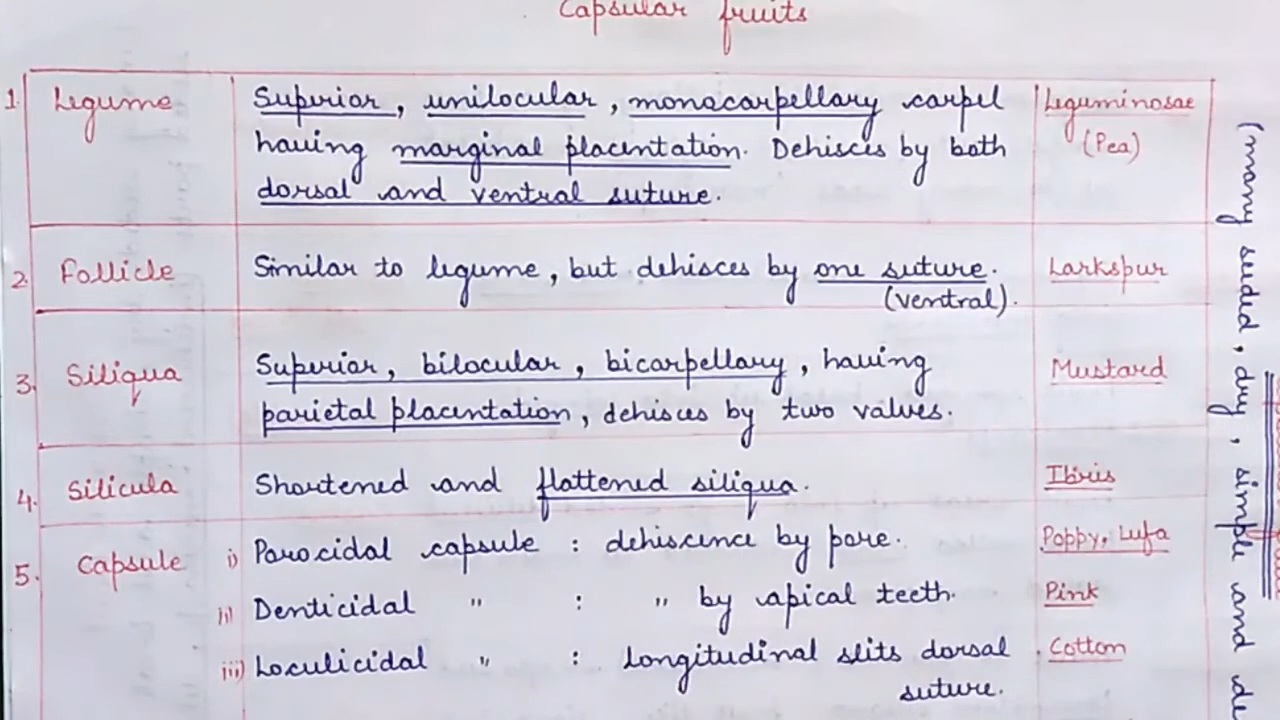 Capsular fruits
1. Legume Superior, unilocular, monocarpellary carpel Leguminosae
having marginal placentation. Dehisces by both (Pea)
dorsal and ventral suture.
2. Follicle Similar to legume, but dehisces by one suture. Larkspur
(ventral).
3. Siliqua Superior, bilocular, bicarpellary, having Mustard
parietal placentation, dehisces by two valves.
4. Silicula Shortened and flattened siliqua. Ibris
5. Capsule i) Porocidal capsule : dehiscence by pore. Poppy, Lufa
ii) Denticidal " : " by apical teeth. Pink
iii) Loculicidal " : Longitudinal slits dorsal Cotton
suture.
(many seeded, dry, simple and de